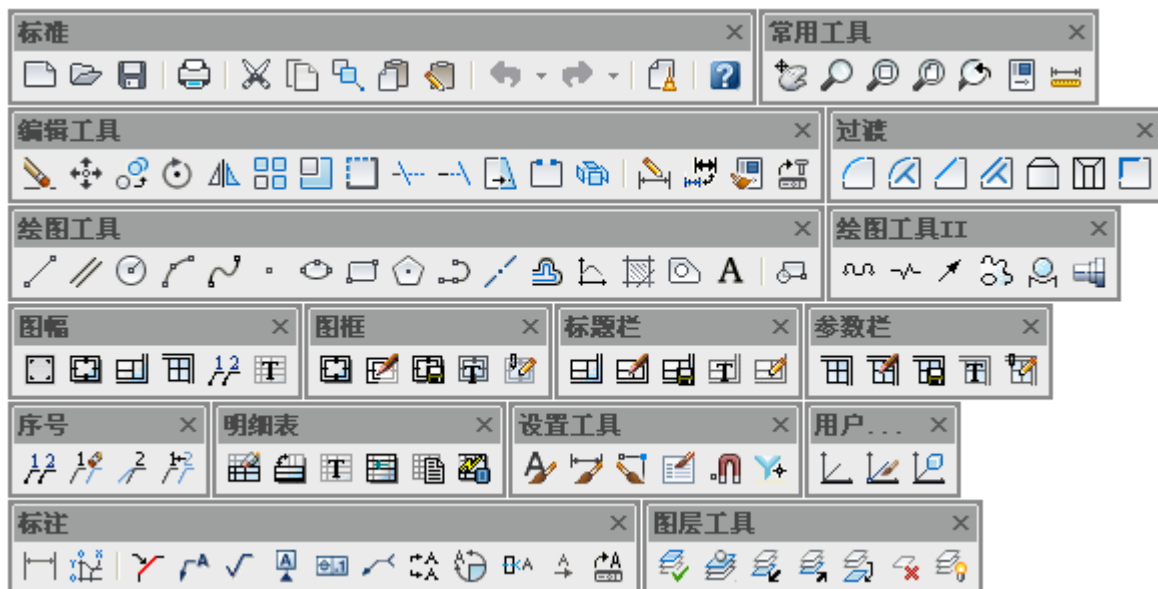 标准
常用工具
编辑工具
过渡
绘图工具
绘图工具II
图幅
图框
标题栏
参数栏
序号
明细表
设置工具
用户...
标注
图层工具